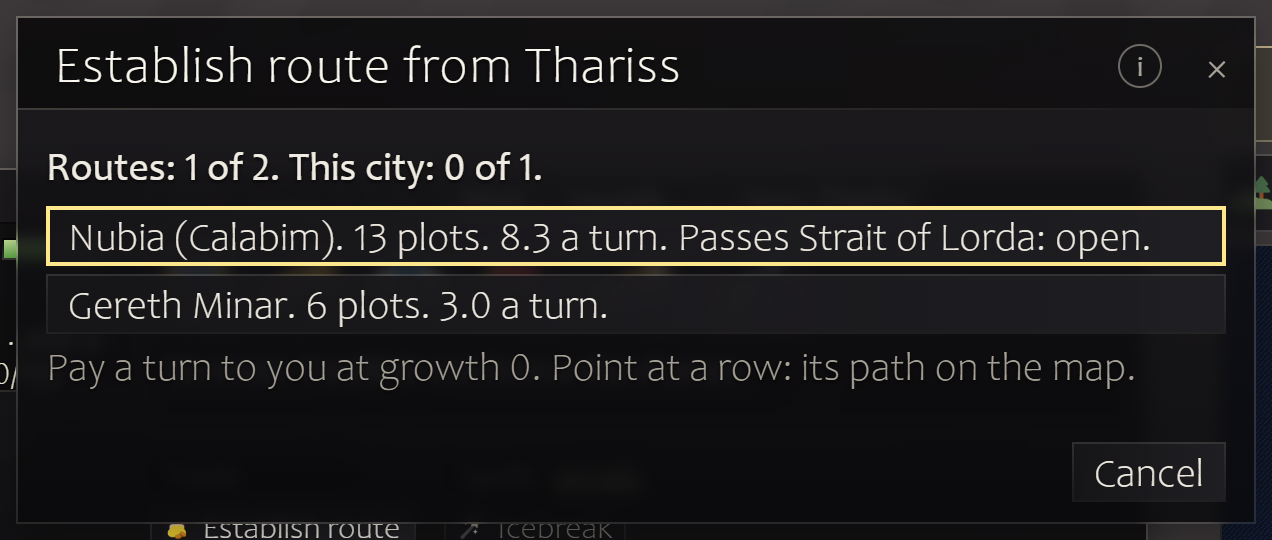 Establish route from Thariss
i ×
Routes: 1 of 2. This city: 0 of 1.
Nubia (Calabim). 13 plots. 8.3 a turn. Passes Strait of Lorda: open.
Gereth Minar. 6 plots. 3.0 a turn.
Pay a turn to you at growth 0. Point at a row: its path on the map.
Cancel
Establish route
Icebreak